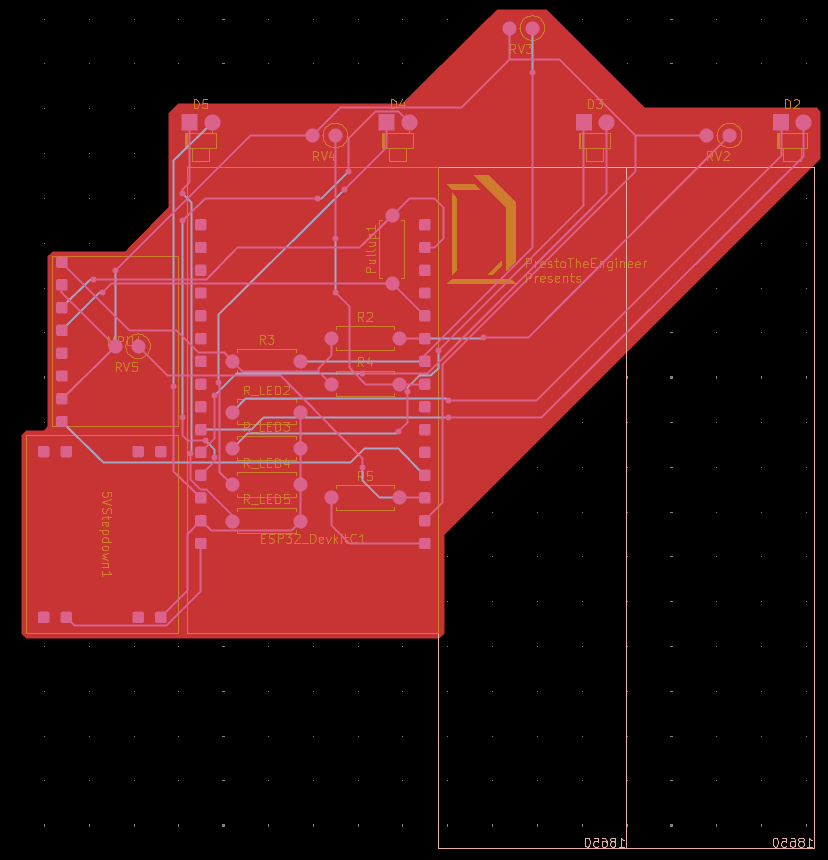 RV3
D5
D4
D3
D2
RV4
RV2
Pullup1
PrestoTheEngineer
Presents
R2
R3
MPU1
RV5
R4
R_LED2
R_LED3
R_LED4
R5
R_LED5
5VStepdown1
ESP32_DevkitC1
18650
18650